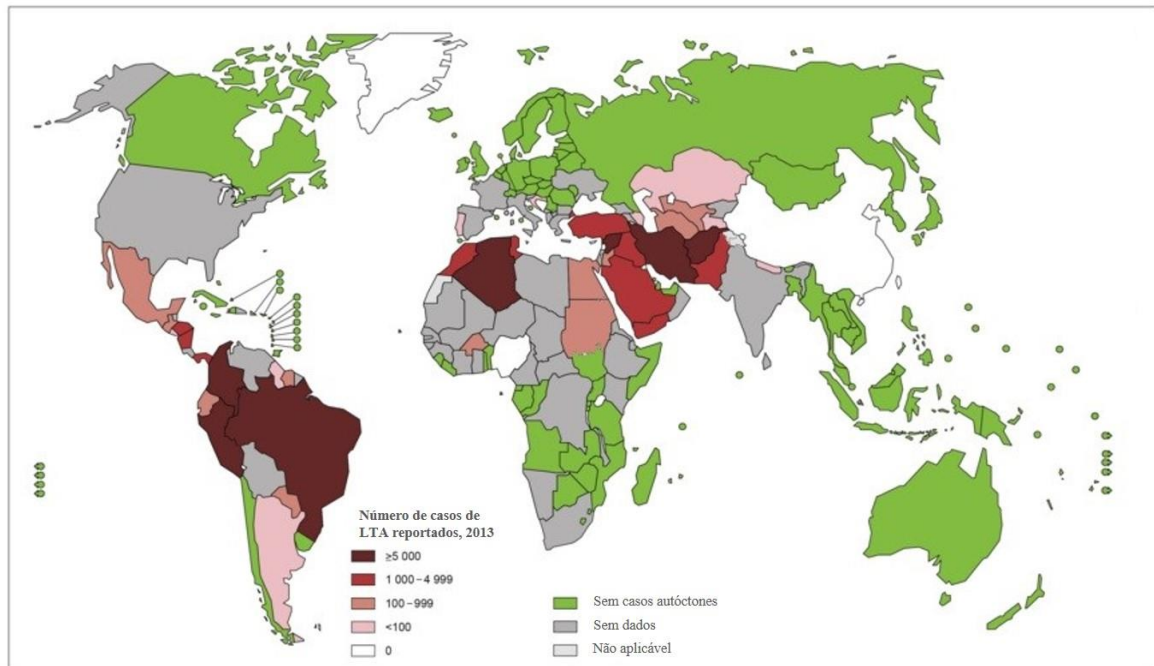 Número de casos de
LTA reportados, 2013
≥5 000
1 000–4 999
100–999
<100
0
Sem casos autóctones
Sem dados
Não aplicável